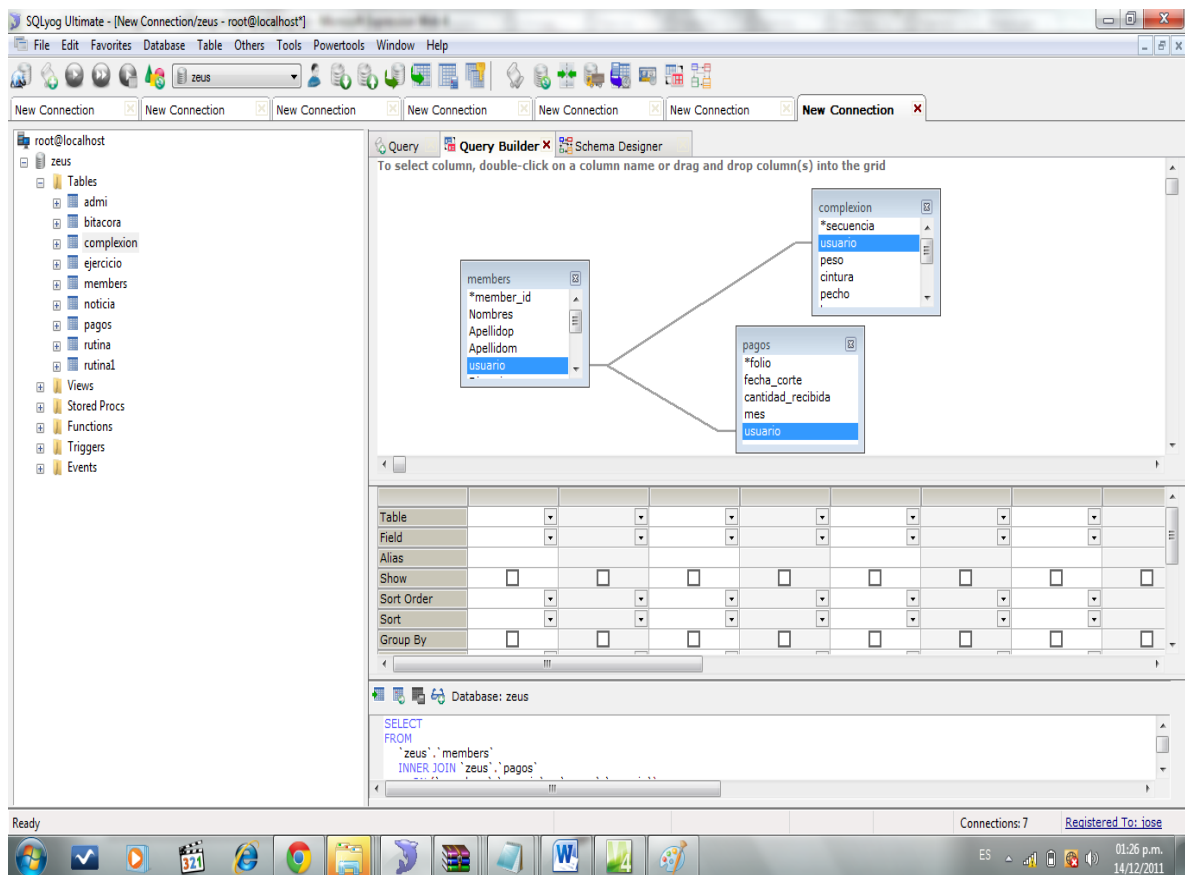 SQLyog Ultimate - [New Connection/zeus - root@localhost*]
File Edit Favorites Database Table Others Tools Powertools Window Help
zeus
New Connection New Connection New Connection New Connection New Connection New Connection New Connection
root@localhost
zeus
Tables
admi
bitacora
complexion
ejercicio
members
noticia
pagos
rutina
rutina1
Views
Stored Procs
Functions
Triggers
Events
Query Query Builder Schema Designer
To select column, double-click on a column name or drag and drop column(s) into the grid
complexion
*secuencia
usuario
peso
cintura
pecho
members
*member_id
Nombres
Apellidop
Apellidom
usuario
pagos
*folio
fecha_corte
cantidad_recibida
mes
usuario
Table
Field
Alias
Show
Sort Order
Sort
Group By
Database: zeus
SELECT
FROM
`zeus`.`members`
INNER JOIN `zeus`.`pagos`
Ready
Connections: 7
Registered To: jose
321
W
4
ES
01:26 p.m.
14/12/2011